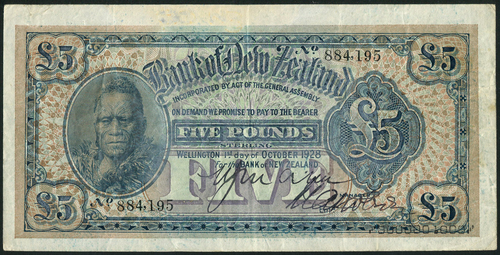 £5 £5
Bank of New Zealand
No 884,195
INCORPORATED BY ACT OF THE GENERAL ASSEMBLY.
ON DEMAND WE PROMISE TO PAY TO THE BEARER
FIVE POUNDS
STERLING
£5
WELLINGTON 1st day of OCTOBER 1928
For the BANK OF NEW ZEALAND
FIVE
No 884,195
£5 £5